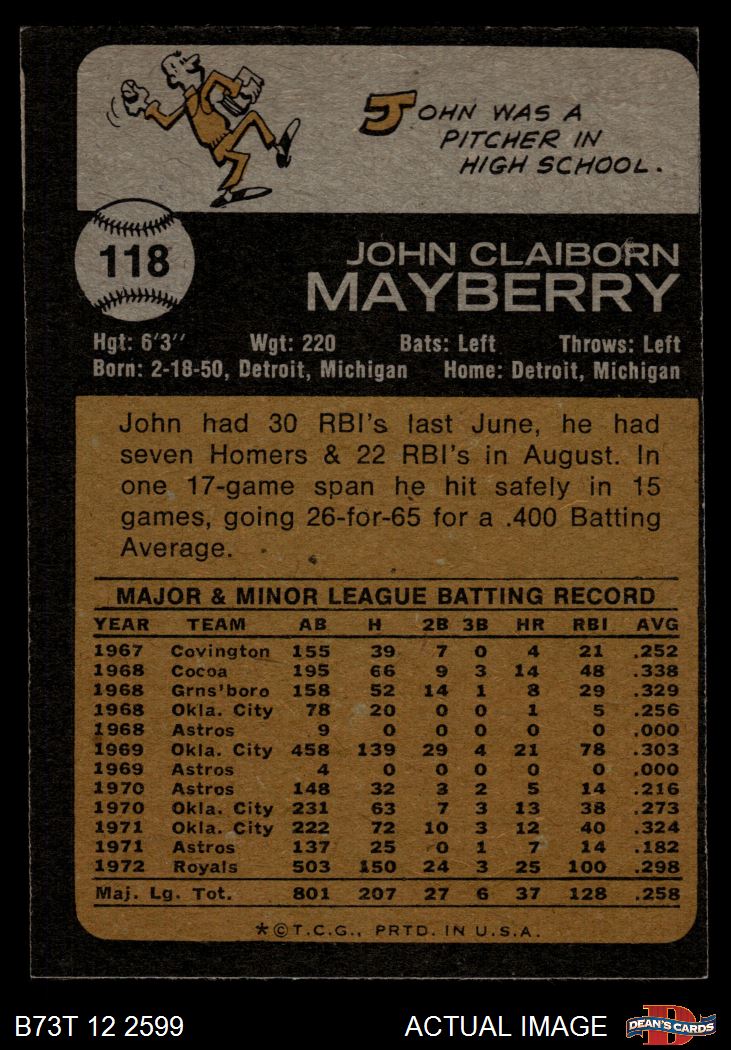 JOHN WAS A
PITCHER IN
HIGH SCHOOL.
118
JOHN CLAIBORN
MAYBERRY
Hgt: 6'3" Wgt: 220 Bats: Left Throws: Left
Born: 2-18-50, Detroit, Michigan Home: Detroit, Michigan
John had 30 RBI's last June, he had
seven Homers & 22 RBI's in August. In
one 17-game span he hit safely in 15
games, going 26-for-65 for a .400 Batting
Average.
MAJOR & MINOR LEAGUE BATTING RECORD
YEAR TEAM AB H 2B 3B HR RBI AVG
1967 Covington 155 39 7 0 4 21 .252
1968 Cocoa 195 66 9 3 14 48 .338
1968 Grns'boro 158 52 14 1 8 29 .329
1968 Okla. City 78 20 0 0 1 5 .256
1968 Astros 9 0 0 0 0 0 .000
1969 Okla. City 458 139 29 4 21 78 .303
1969 Astros 4 0 0 0 0 0 .000
1970 Astros 148 32 3 2 5 14 .216
1970 Okla. City 231 63 7 3 13 38 .273
1971 Okla. City 222 72 10 3 12 40 .324
1971 Astros 137 25 0 1 7 14 .182
1972 Royals 503 150 24 3 25 100 .298
Maj. Lg. Tot. 801 207 27 6 37 128 .258
*©T.C.G., PRTD. IN U.S.A.
B73T 12 2599 ACTUAL IMAGE DEAN'S CARDS